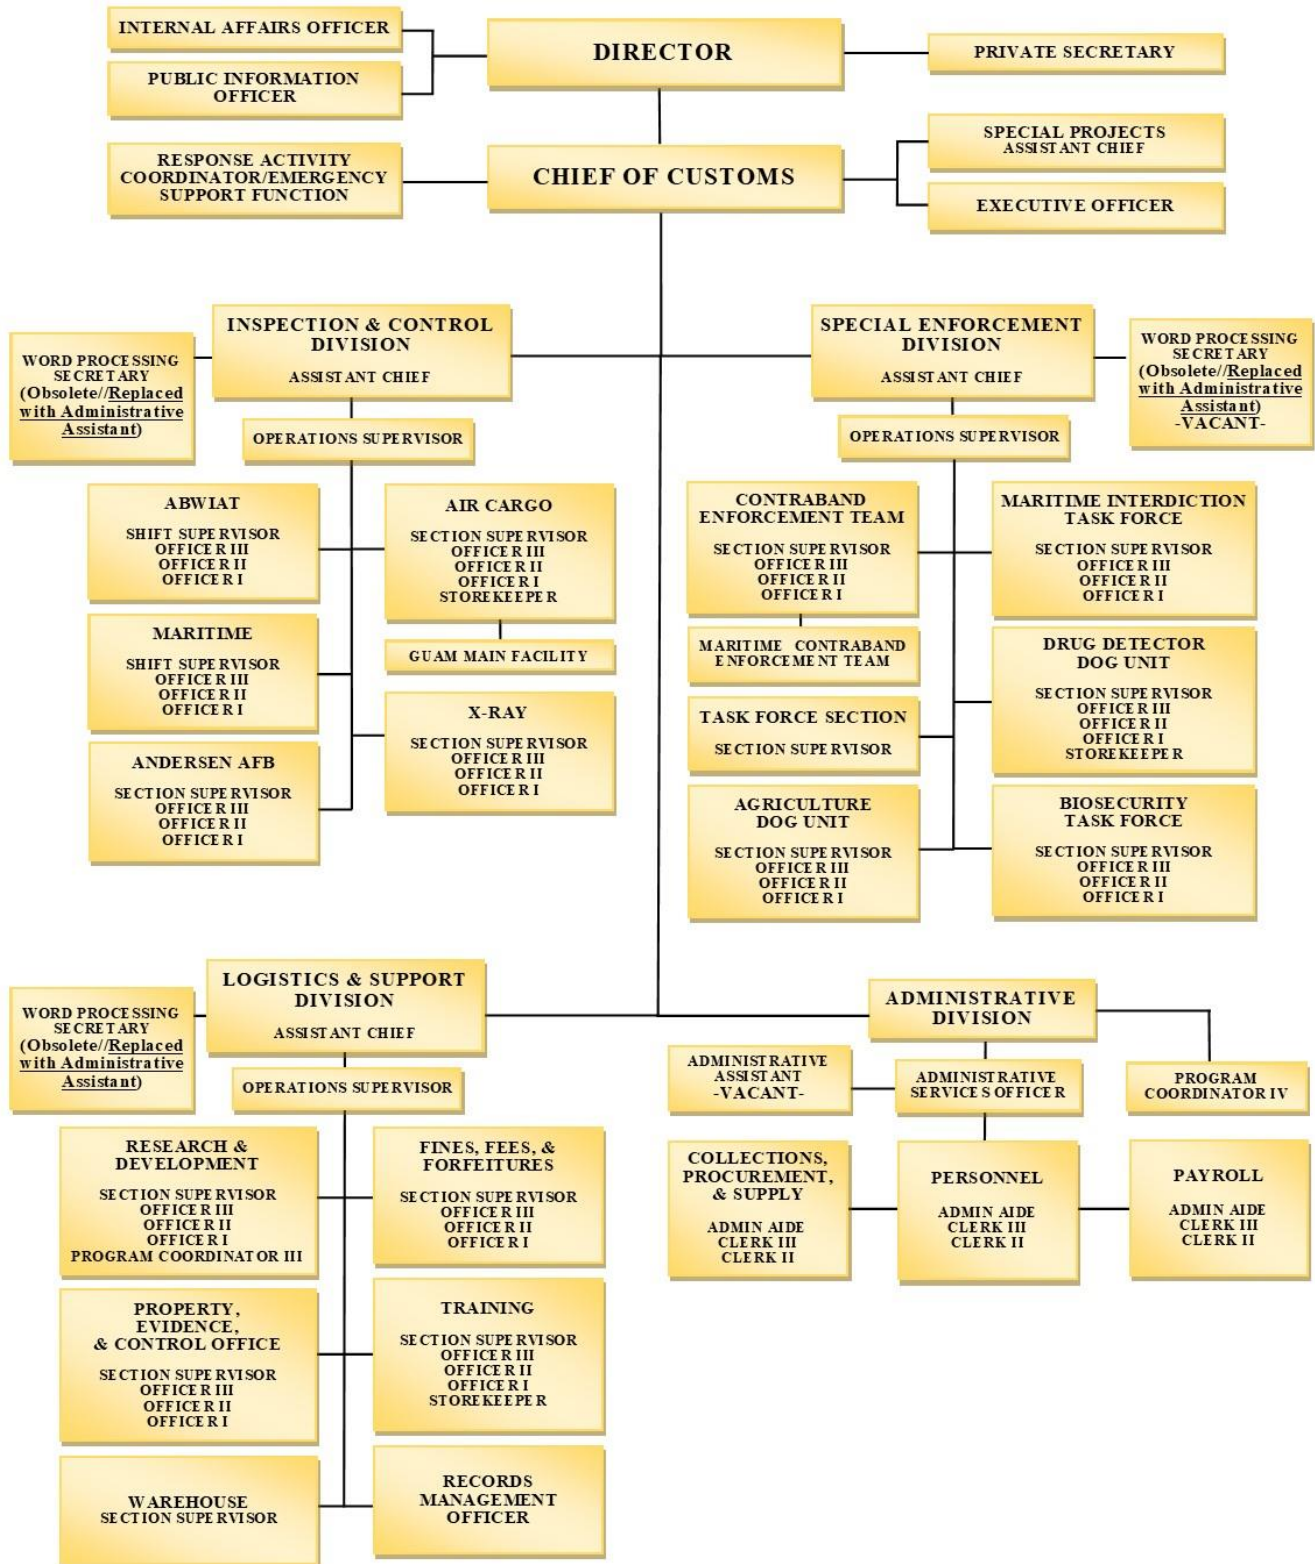 INTERNAL AFFAIRS OFFICER
PUBLIC INFORMATION
OFFICER
DIRECTOR
PRIVATE SECRETARY
RESPONSE ACTIVITY
COORDINATOR/EMERGENCY
SUPPORT FUNCTION
CHIEF OF CUSTOMS
SPECIAL PROJECTS
ASSISTANT CHIEF
EXECUTIVE OFFICER
WORD PROCESSING
SECRETARY
(Obsolete//Replaced
with Administrative
Assistant)
INSPECTION & CONTROL
DIVISION
ASSISTANT CHIEF
OPERATIONS SUPERVISOR
ABWIAT
SHIFT SUPERVISOR
OFFICER III
OFFICER II
OFFICER I
AIR CARGO
SECTION SUPERVISOR
OFFICER III
OFFICER II
OFFICER I
STOREKEEPER
GUAM MAIN FACILITY
MARITIME
SHIFT SUPERVISOR
OFFICER III
OFFICER II
OFFICER I
X-RAY
SECTION SUPERVISOR
OFFICER III
OFFICER II
OFFICER I
ANDERSEN AFB
SECTION SUPERVISOR
OFFICER III
OFFICER II
OFFICER I
SPECIAL ENFORCEMENT
DIVISION
ASSISTANT CHIEF
WORD PROCESSING
SECRETARY
(Obsolete//Replaced
with Administrative
Assistant)
-VACANT-
OPERATIONS SUPERVISOR
CONTRABAND
ENFORCEMENT TEAM
SECTION SUPERVISOR
OFFICER III
OFFICER II
OFFICER I
MARITIME CONTRABAND
ENFORCEMENT TEAM
MARITIME INTERDICTION
TASK FORCE
SECTION SUPERVISOR
OFFICER III
OFFICER II
OFFICER I
TASK FORCE SECTION
SECTION SUPERVISOR
DRUG DETECTOR
DOG UNIT
SECTION SUPERVISOR
OFFICER III
OFFICER II
OFFICER I
STOREKEEPER
AGRICULTURE
DOG UNIT
SECTION SUPERVISOR
OFFICER III
OFFICER II
OFFICER I
BIOSECURITY
TASK FORCE
SECTION SUPERVISOR
OFFICER III
OFFICER II
OFFICER I
WORD PROCESSING
SECRETARY
(Obsolete//Replaced
with Administrative
Assistant)
LOGISTICS & SUPPORT
DIVISION
ASSISTANT CHIEF
OPERATIONS SUPERVISOR
RESEARCH &
DEVELOPMENT
SECTION SUPERVISOR
OFFICER III
OFFICER II
OFFICER I
PROGRAM COORDINATOR III
FINES, FEES, &
FORFEITURES
SECTION SUPERVISOR
OFFICER III
OFFICER II
OFFICER I
PROPERTY,
EVIDENCE,
& CONTROL OFFICE
SECTION SUPERVISOR
OFFICER III
OFFICER II
OFFICER I
TRAINING
SECTION SUPERVISOR
OFFICER III
OFFICER II
OFFICER I
STOREKEEPER
WAREHOUSE
SECTION SUPERVISOR
RECORDS
MANAGEMENT
OFFICER
ADMINISTRATIVE
DIVISION
ADMINISTRATIVE
ASSISTANT
-VACANT-
ADMINISTRATIVE
SERVICES OFFICER
PROGRAM
COORDINATOR IV
COLLECTIONS,
PROCUREMENT,
& SUPPLY
ADMIN AIDE
CLERK III
CLERK II
PERSONNEL
ADMIN AIDE
CLERK III
CLERK II
PAYROLL
ADMIN AIDE
CLERK III
CLERK II